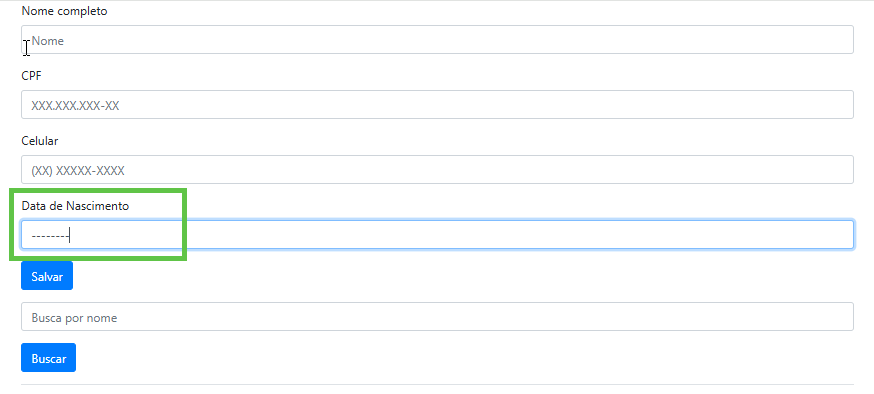 Nome completo
Nome
CPF
XXX.XXX.XXX-XX
Celular
(XX) XXXXX-XXXX
Data de Nascimento
--------
Salvar
Busca por nome
Buscar